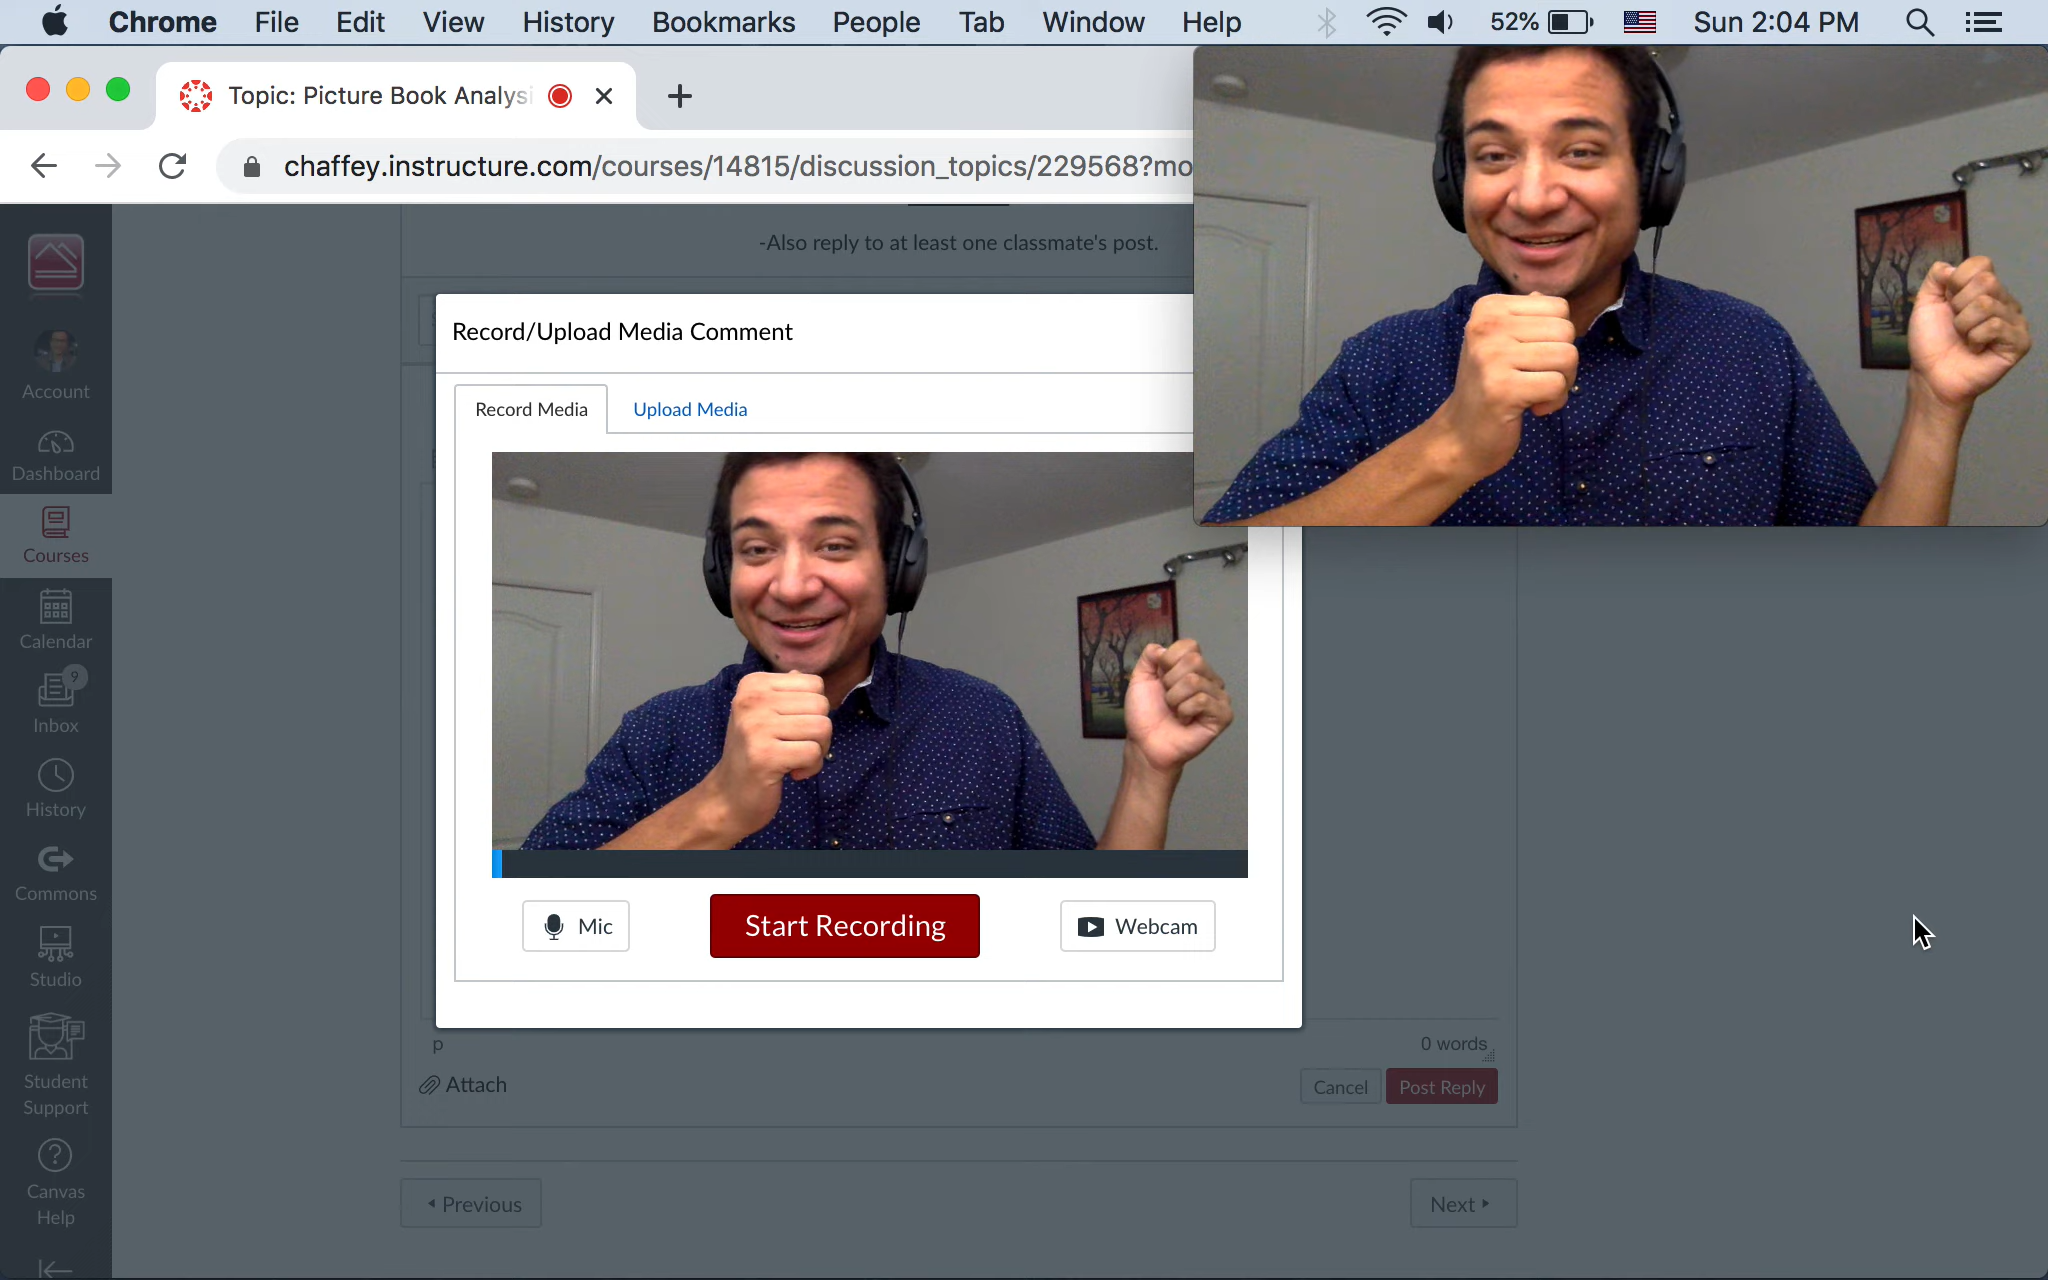 Chrome File Edit View History Bookmarks People Tab Window Help 52% Sun 2:04 PM
Topic: Picture Book Analysi
chaffey.instructure.com/courses/14815/discussion_topics/229568?mo
-Also reply to at least one classmate's post.
Record/Upload Media Comment
Record Media Upload Media
Mic Start Recording Webcam
p 0 words
Attach Cancel Post Reply
Previous Next
Account
Dashboard
Courses
Calendar
9
Inbox
History
Commons
Studio
Student
Support
Canvas
Help